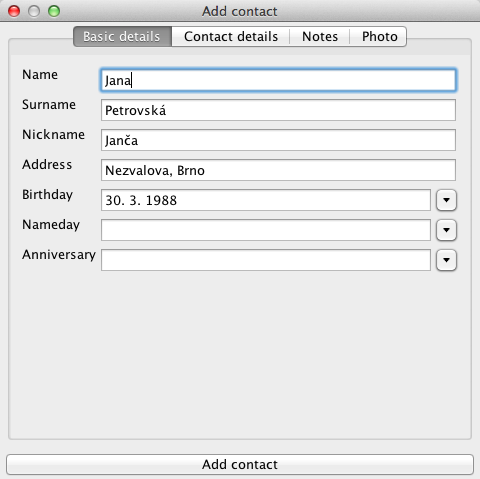 Add contact
Basic details Contact details Notes Photo
Name Jana
Surname Petrovská
Nickname Janča
Address Nezvalova, Brno
Birthday 30. 3. 1988
Nameday
Anniversary
Add contact